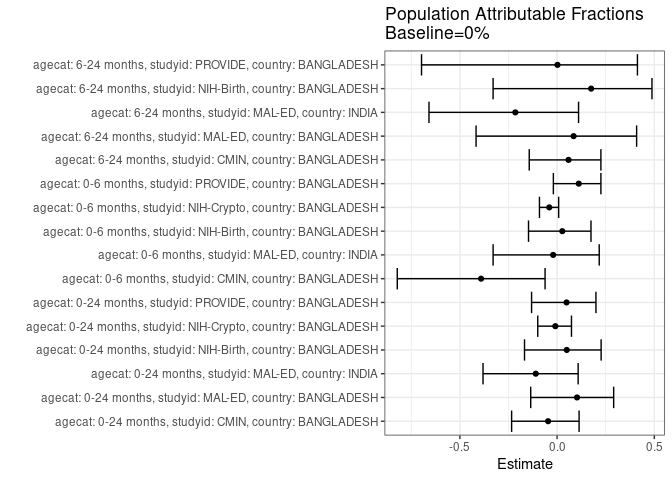 Population Attributable Fractions
Baseline=0%
agecat: 6-24 months, studyid: PROVIDE, country: BANGLADESH
agecat: 6-24 months, studyid: NIH-Birth, country: BANGLADESH
agecat: 6-24 months, studyid: MAL-ED, country: INDIA
agecat: 6-24 months, studyid: MAL-ED, country: BANGLADESH
agecat: 6-24 months, studyid: CMIN, country: BANGLADESH
agecat: 0-6 months, studyid: PROVIDE, country: BANGLADESH
agecat: 0-6 months, studyid: NIH-Crypto, country: BANGLADESH
agecat: 0-6 months, studyid: NIH-Birth, country: BANGLADESH
agecat: 0-6 months, studyid: MAL-ED, country: INDIA
agecat: 0-6 months, studyid: CMIN, country: BANGLADESH
agecat: 0-24 months, studyid: PROVIDE, country: BANGLADESH
agecat: 0-24 months, studyid: NIH-Crypto, country: BANGLADESH
agecat: 0-24 months, studyid: NIH-Birth, country: BANGLADESH
agecat: 0-24 months, studyid: MAL-ED, country: INDIA
agecat: 0-24 months, studyid: MAL-ED, country: BANGLADESH
agecat: 0-24 months, studyid: CMIN, country: BANGLADESH
-0.5 0.0 0.5
Estimate